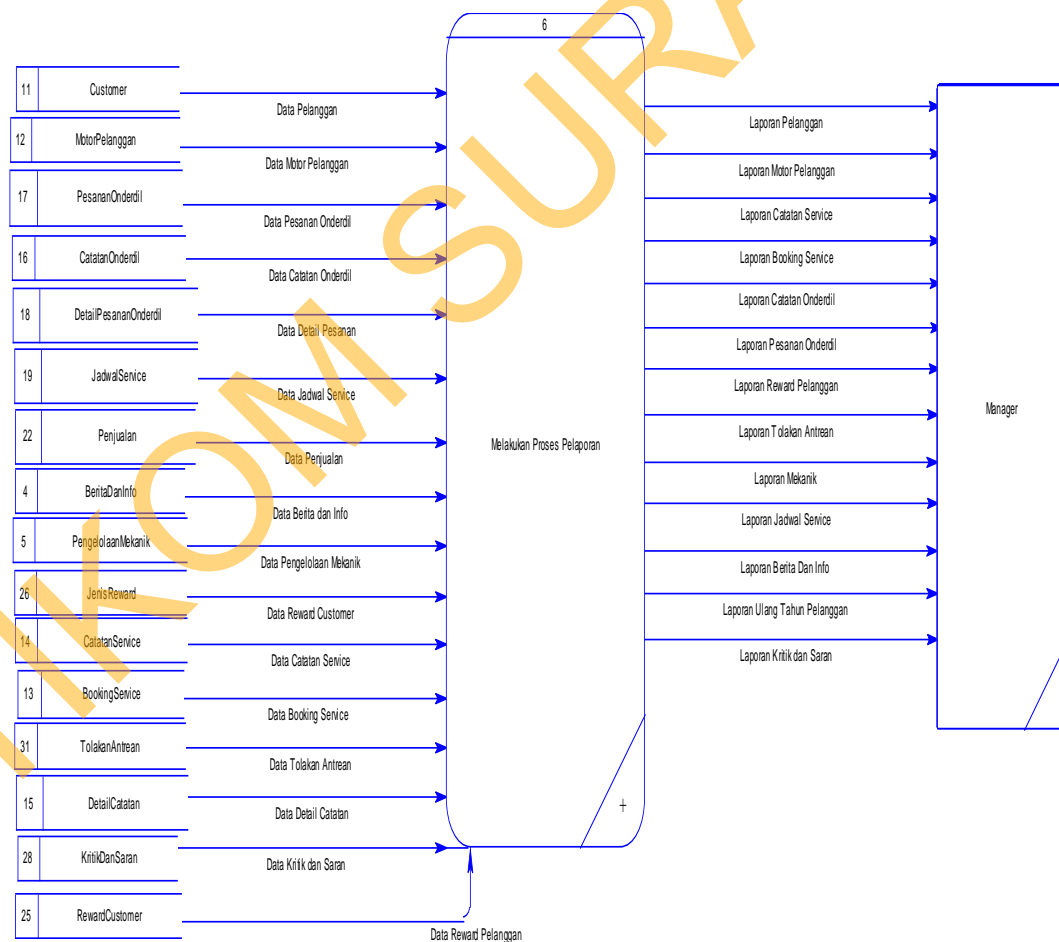 6
11 Customer
Data Pelanggan
12 MotorPelanggan
Data Motor Pelanggan
17 PesananOnderdil
Data Pesanan Onderdil
16 CatatanOnderdil
Data Catatan Onderdil
18 DetailPesananOnderdil
Data Detail Pesanan
19 JadwalService
Data Jadwal Service
22 Penjualan
Data Penjualan
4 BeritaDanInfo
Data Berita dan Info
5 PengelolaanMekanik
Data Pengelolaan Mekanik
26 JenisReward
Data Reward Customer
14 CatatanService
Data Catatan Service
13 BookingService
Data Booking Service
31 TolakanAntrean
Data Tolakan Antrean
15 DetailCatatan
Data Detail Catatan
28 KritikDanSaran
Data Kritik dan Saran
25 RewardCustomer
Data Reward Pelanggan
Melakukan Proses Pelaporan
+
Laporan Pelanggan
Laporan Motor Pelanggan
Laporan Catatan Service
Laporan Booking Service
Laporan Catatan Onderdil
Laporan Pesanan Onderdil
Laporan Reward Pelanggan
Laporan Tolakan Antrean
Laporan Mekanik
Laporan Jadwal Service
Laporan Berita Dan Info
Laporan Ulang Tahun Pelanggan
Laporan Kritik dan Saran
Manager
IKOM SURA